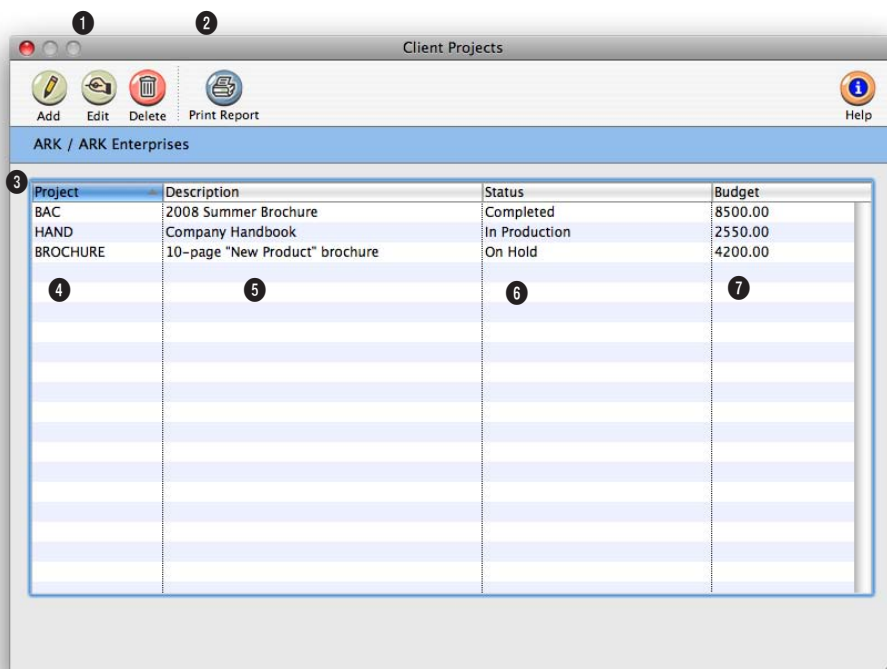 1 2
Client Projects
Add Edit Delete Print Report Help
ARK / ARK Enterprises
3
Project Description Status Budget
BAC 2008 Summer Brochure Completed 8500.00
HAND Company Handbook In Production 2550.00
BROCHURE 10-page "New Product" brochure On Hold 4200.00
4 5 6 7